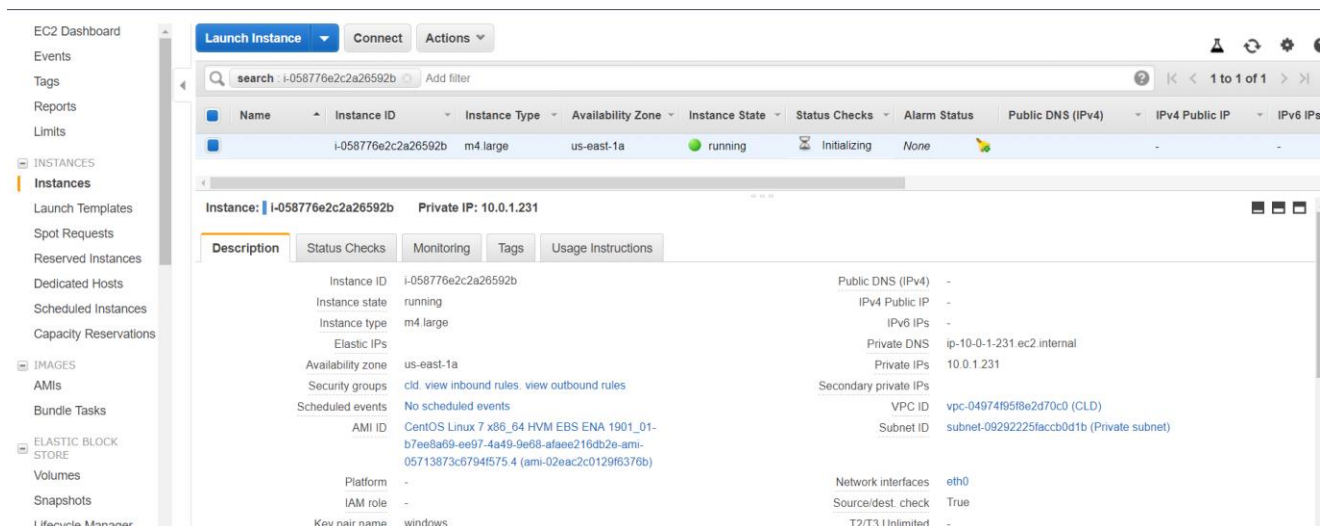 EC2 Dashboard
Events
Tags
Reports
Limits
INSTANCES
Instances
Launch Templates
Spot Requests
Reserved Instances
Dedicated Hosts
Scheduled Instances
Capacity Reservations
IMAGES
AMIs
Bundle Tasks
ELASTIC BLOCK
STORE
Volumes
Snapshots
Lifecycle Manager
Launch Instance Connect Actions
search : i-058776e2c2a26592b Add filter 1 to 1 of 1
Name Instance ID Instance Type Availability Zone Instance State Status Checks Alarm Status Public DNS (IPv4) IPv4 Public IP IPv6 IPs
i-058776e2c2a26592b m4.large us-east-1a running Initializing None - -
Instance: i-058776e2c2a26592b Private IP: 10.0.1.231
Description Status Checks Monitoring Tags Usage Instructions
Instance ID i-058776e2c2a26592b Public DNS (IPv4) -
Instance state running IPv4 Public IP -
Instance type m4.large IPv6 IPs -
Elastic IPs Private DNS ip-10-0-1-231.ec2.internal
Availability zone us-east-1a Private IPs 10.0.1.231
Security groups cld. view inbound rules. view outbound rules Secondary private IPs
Scheduled events No scheduled events VPC ID vpc-04974f95f8e2d70c0 (CLD)
AMI ID CentOS Linux 7 x86_64 HVM EBS ENA 1901_01- Subnet ID subnet-09292225faccb0d1b (Private subnet)
b7ee8a69-ee97-4a49-9e68-afaee216db2e-ami-
05713873c6794f575.4 (ami-02eac2c0129f6376b)
Platform - Network interfaces eth0
IAM role - Source/dest. check True
Key pair name windows T2/T3 Unlimited -